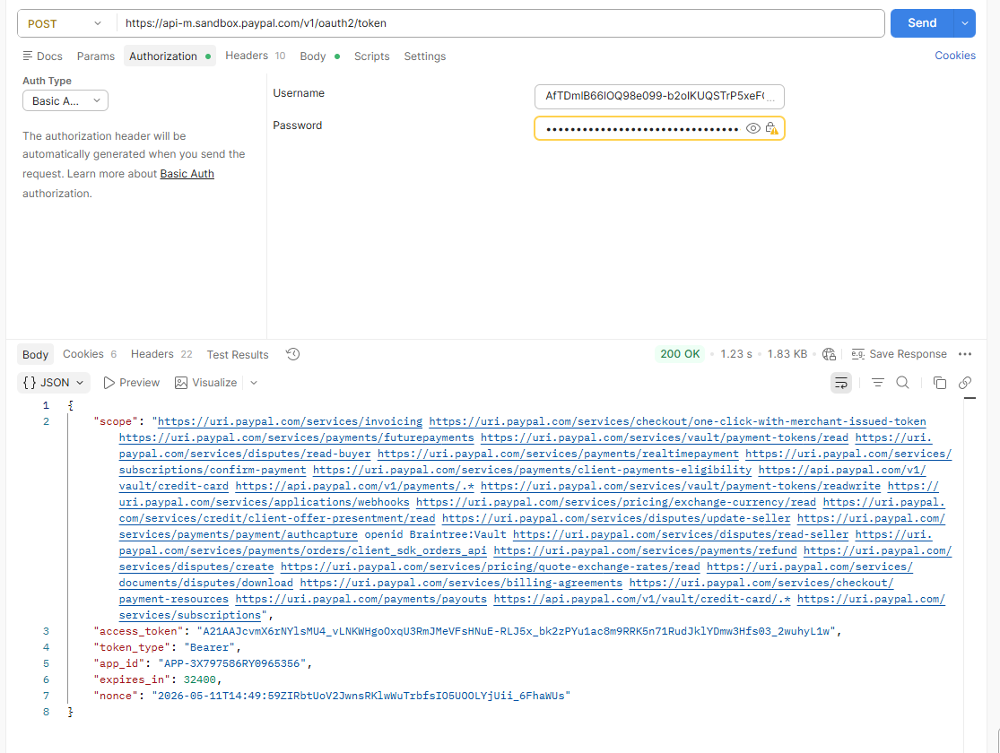 POST
https://api-m.sandbox.paypal.com/v1/oauth2/token
Send
Docs Params Authorization Headers 10 Body Scripts Settings Cookies
Auth Type
Basic A...
The authorization header will be
automatically generated when you send the
request. Learn more about Basic Auth
authorization.
Username
Password
Body Cookies 6 Headers 22 Test Results
200 OK • 1.23 s • 1.83 KB • e.g. Save Response
{} JSON Preview Visualize
1 {
2 "scope": "https://uri.paypal.com/services/invoicing https://uri.paypal.com/services/checkout/one-click-with-merchant-issued-token
https://uri.paypal.com/services/payments/futurepayments https://uri.paypal.com/services/vault/payment-tokens/read https://uri.
paypal.com/services/disputes/read-buyer https://uri.paypal.com/services/payments/realtimepayment https://uri.paypal.com/services/
subscriptions/confirm-payment https://uri.paypal.com/services/payments/client-payments-eligibility https://api.paypal.com/v1/
vault/credit-card https://api.paypal.com/v1/payments/.* https://uri.paypal.com/services/vault/payment-tokens/readwrite https://
uri.paypal.com/services/applications/webhooks https://uri.paypal.com/services/pricing/exchange-currency/read https://uri.paypal.
com/services/credit/client-offer-presentment/read https://uri.paypal.com/services/disputes/update-seller https://uri.paypal.com/
services/payments/payment/authcapture openid Braintree:Vault https://uri.paypal.com/services/disputes/read-seller https://uri.
paypal.com/services/payments/orders/client_sdk_orders_api https://uri.paypal.com/services/payments/refund https://uri.paypal.com/
services/disputes/create https://uri.paypal.com/services/pricing/quote-exchange-rates/read https://uri.paypal.com/services/
documents/disputes/download https://uri.paypal.com/services/billing-agreements https://uri.paypal.com/services/checkout/
payment-resources https://uri.paypal.com/payments/payouts https://api.paypal.com/v1/vault/credit-card/.* https://uri.paypal.com/
services/subscriptions",
3 "access_token": "A21AAJcvmX6rNYlsMU4_vLNKWHgoOxqU3RmJMeVFsHNuE-RLJ5x_bk2zPYu1ac8m9RRK5n71RudJklYDmw3Hfs03_2wuhyL1w",
4 "token_type": "Bearer",
5 "app_id": "APP-3X797586RY0965356",
6 "expires_in": 32400,
7 "nonce": "2026-05-11T14:49:59ZIRbtUoV2JwnsRKlwWuTrbfsIO5UOOLYjUii_6FhaWUs"
8 }